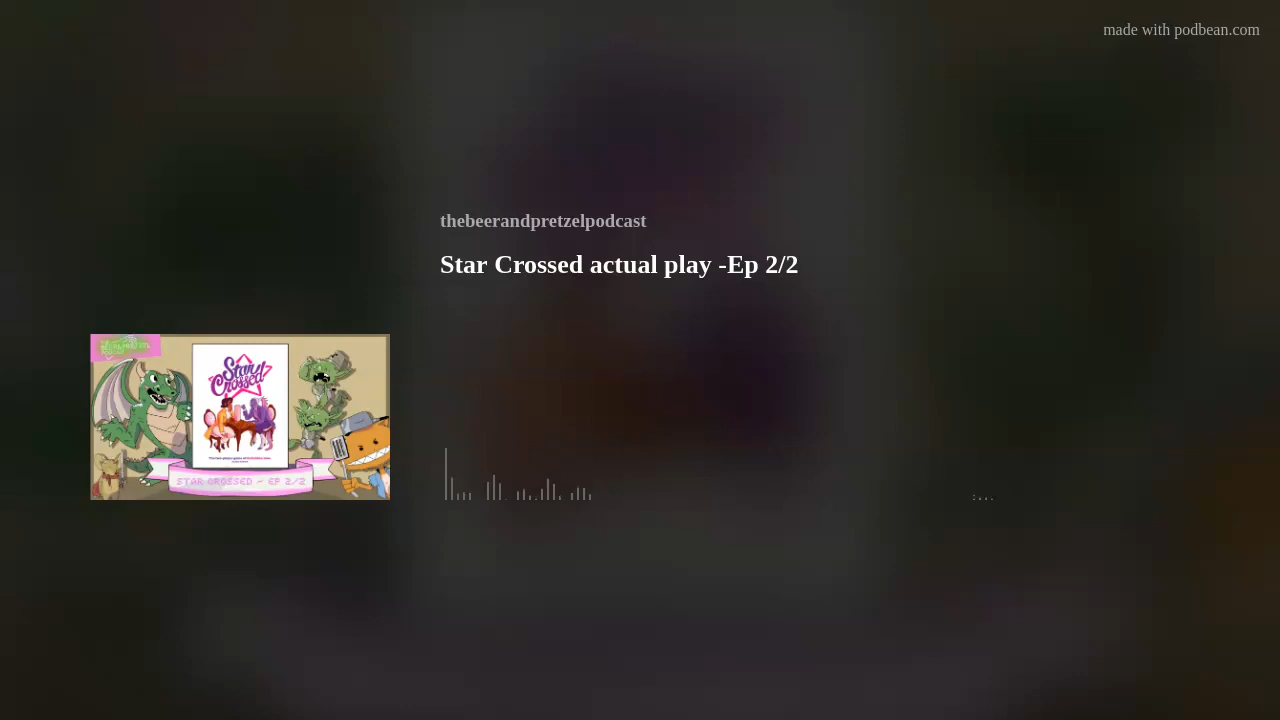 made with podbean.com
thebeerandpretzelpodcast
Star Crossed actual play -Ep 2/2
Star
Crossed
STAR CROSSED - EP 2/2